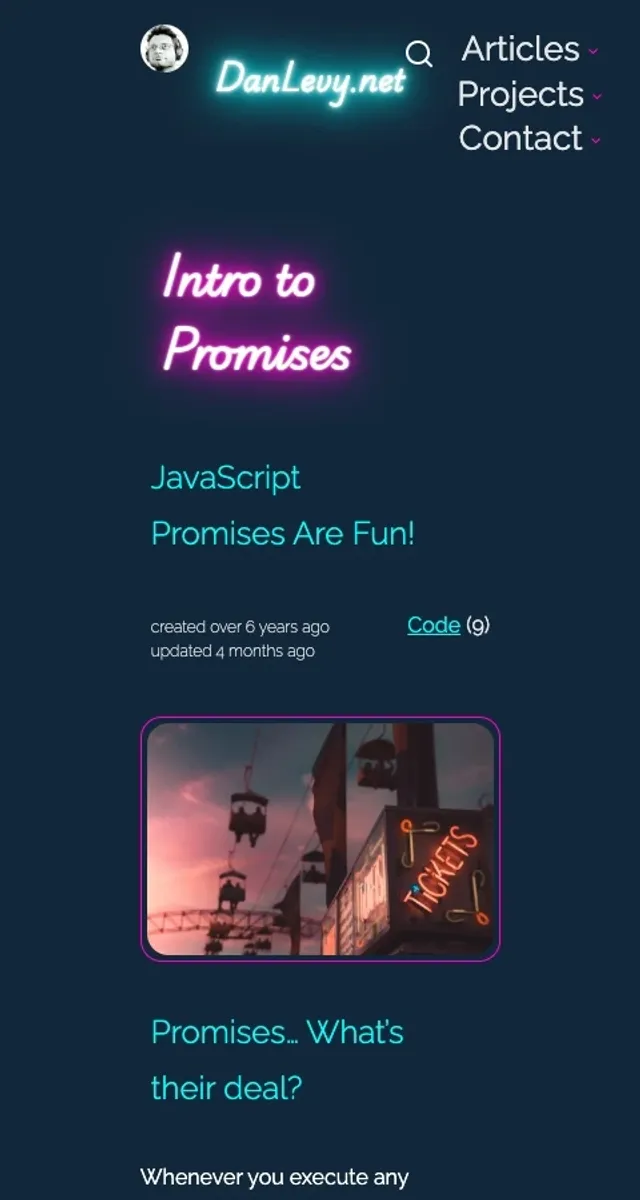 DanLevy.net
Articles
Projects
Contact
Intro to
Promises
JavaScript
Promises Are Fun!
created over 6 years ago
updated 4 months ago
Code (9)
TICKETS
Promises… What's
their deal?
Whenever you execute any